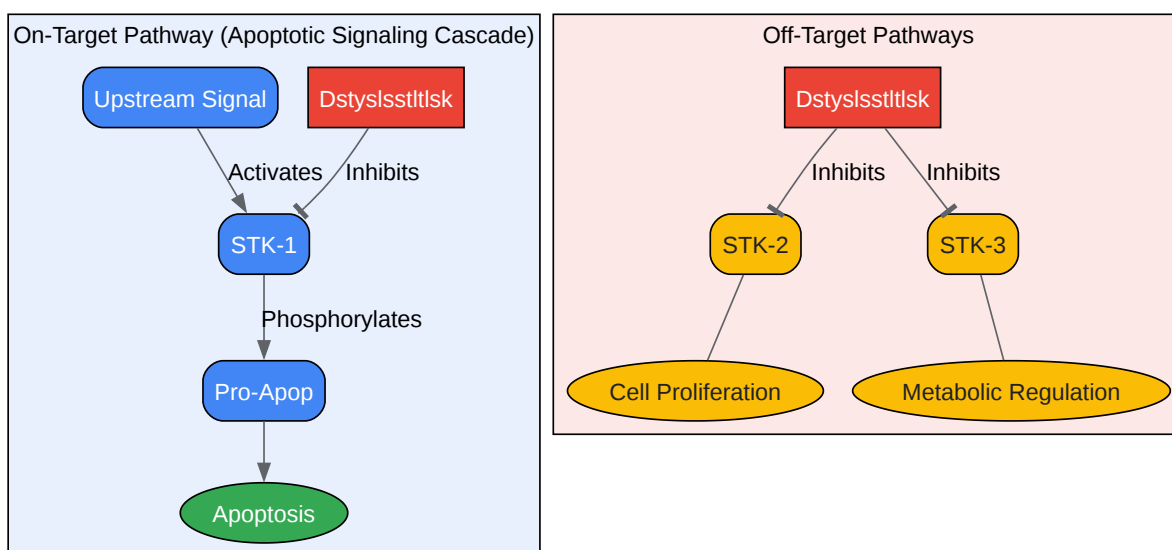 On-Target Pathway (Apoptotic Signaling Cascade)
Upstream Signal
Dstyslsstltlsk
Activates
Inhibits
STK-1
Phosphorylates
Pro-Apop
Apoptosis
Off-Target Pathways
Dstyslsstltlsk
Inhibits
Inhibits
STK-2
STK-3
Cell Proliferation
Metabolic Regulation